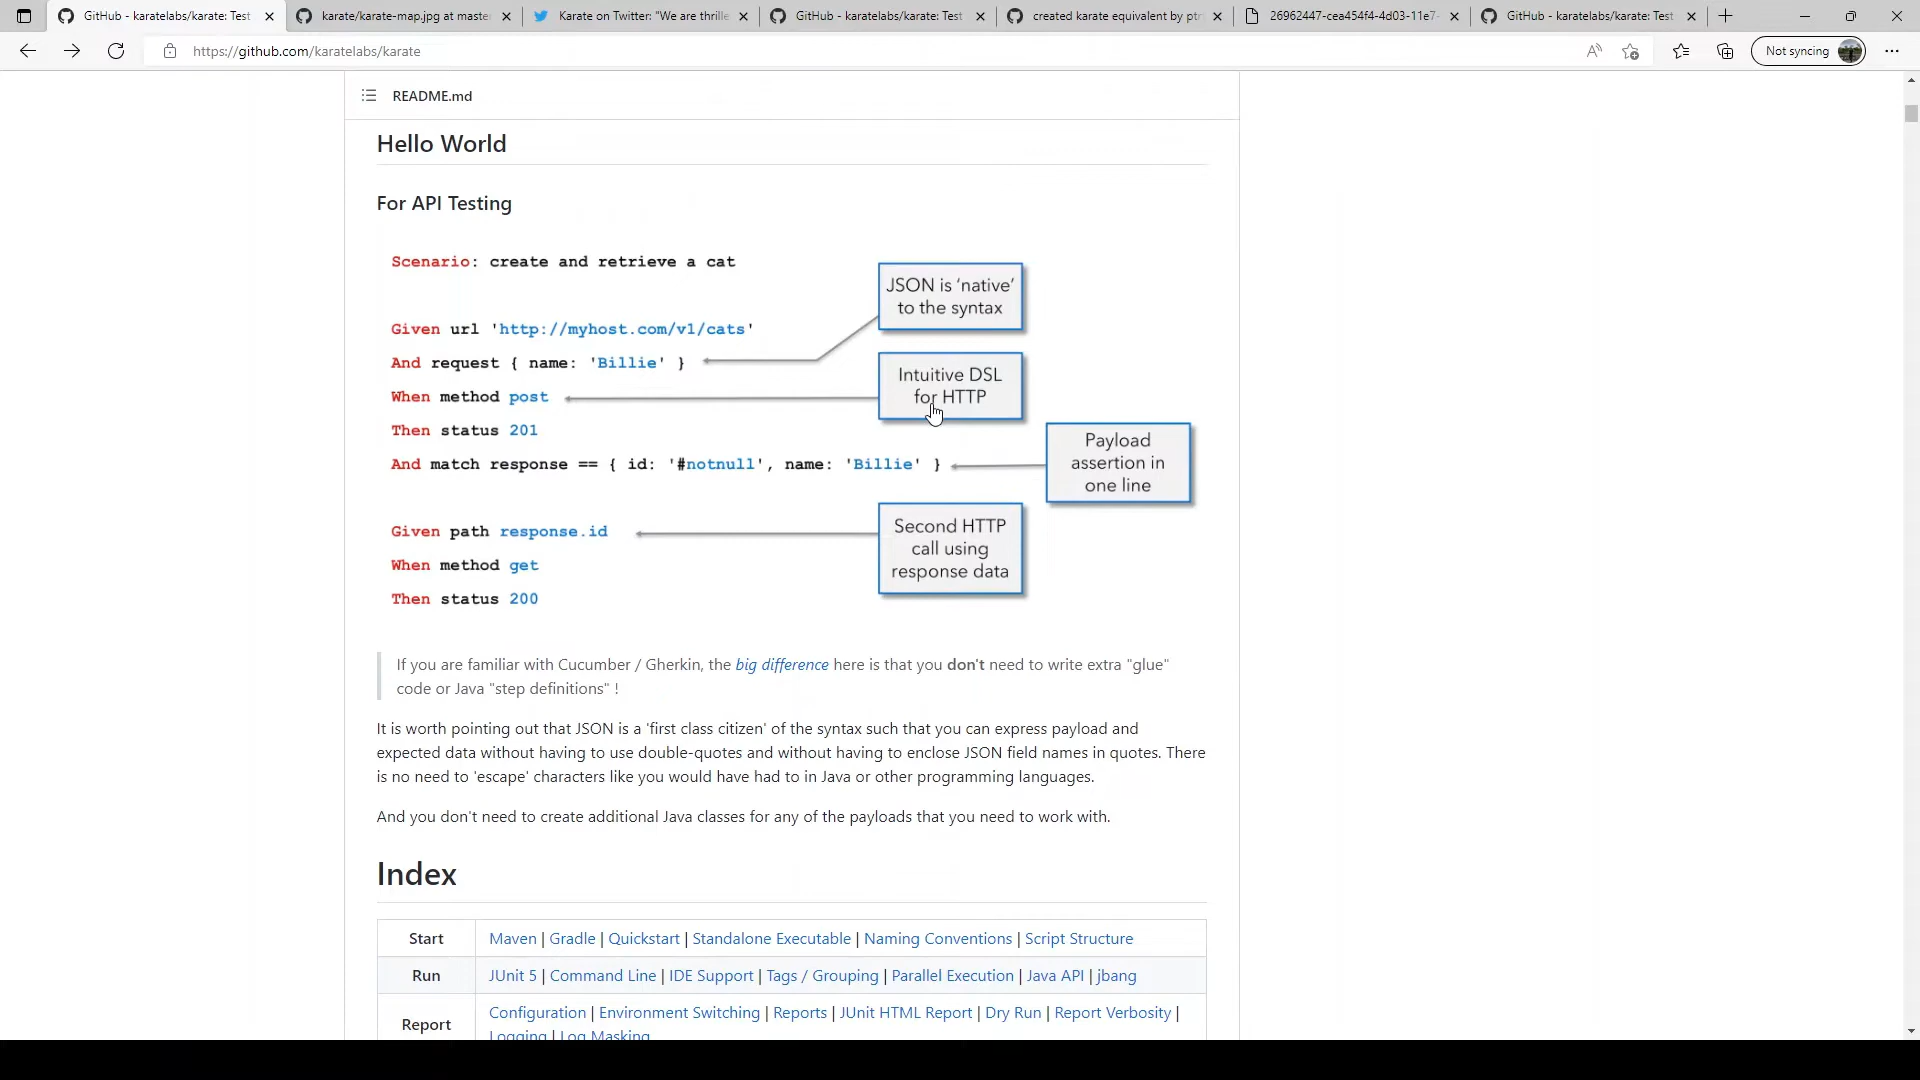 GitHub - karatelabs/karate: Test
karate/karate-map.jpg at master
Karate on Twitter: "We are thrille
GitHub - karatelabs/karate: Test
created karate equivalent by ptr
26962447-cea454f4-4d03-11e7-
GitHub - karatelabs/karate: Test
https://github.com/karatelabs/karate
Not syncing
README.md
Hello World
For API Testing
Scenario: create and retrieve a cat
JSON is 'native'
to the syntax
Given url 'http://myhost.com/v1/cats'
And request { name: 'Billie' }
Intuitive DSL
for HTTP
When method post
Then status 201
And match response == { id: '#notnull', name: 'Billie' }
Payload
assertion in
one line
Given path response.id
Second HTTP
call using
response data
When method get
Then status 200
If you are familiar with Cucumber / Gherkin, the big difference here is that you don't need to write extra "glue"
code or Java "step definitions" !
It is worth pointing out that JSON is a 'first class citizen' of the syntax such that you can express payload and
expected data without having to use double-quotes and without having to enclose JSON field names in quotes. There
is no need to 'escape' characters like you would have had to in Java or other programming languages.
And you don't need to create additional Java classes for any of the payloads that you need to work with.
Index
Start Maven | Gradle | Quickstart | Standalone Executable | Naming Conventions | Script Structure
Run JUnit 5 | Command Line | IDE Support | Tags / Grouping | Parallel Execution | Java API | jbang
Report Configuration | Environment Switching | Reports | JUnit HTML Report | Dry Run | Report Verbosity |
Logging | Log Masking